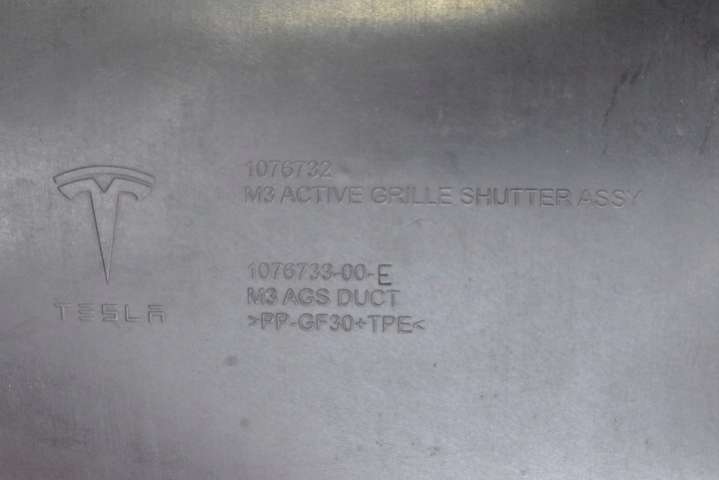 1076732
M3 ACTIVE GRILLE SHUTTER ASSY
1076733-00-E
M3 AGS DUCT
>PP-GF30+TPE<
TESLA